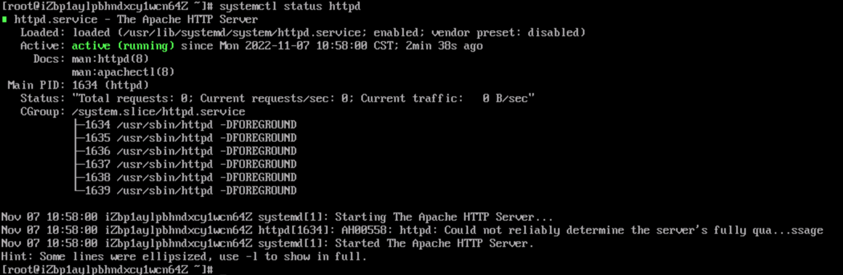 [root@iZbp1aylpbhndxcy1wcn64Z ~]# systemctl status httpd
■ httpd.service - The Apache HTTP Server
Loaded: loaded (/usr/lib/systemd/system/httpd.service; enabled; vendor preset: disabled)
Active: active (running) since Mon 2022-11-07 10:58:00 CST; 2min 38s ago
Docs: man:httpd(8)
man:apachectl(8)
Main PID: 1634 (httpd)
Status: "Total requests: 0; Current requests/sec: 0; Current traffic:   0 B/sec"
CGroup: /system.slice/httpd.service
├─1634 /usr/sbin/httpd -DFOREGROUND
├─1635 /usr/sbin/httpd -DFOREGROUND
├─1636 /usr/sbin/httpd -DFOREGROUND
├─1637 /usr/sbin/httpd -DFOREGROUND
├─1638 /usr/sbin/httpd -DFOREGROUND
└─1639 /usr/sbin/httpd -DFOREGROUND
Nov 07 10:58:00 iZbp1aylpbhndxcy1wcn64Z systemd[1]: Starting The Apache HTTP Server...
Nov 07 10:58:00 iZbp1aylpbhndxcy1wcn64Z httpd[1634]: AH00558: httpd: Could not reliably determine the server's fully qua...ssage
Nov 07 10:58:00 iZbp1aylpbhndxcy1wcn64Z systemd[1]: Started The Apache HTTP Server.
Hint: Some lines were ellipsized, use -l to show in full.
[root@iZbp1aylpbhndxcy1wcn64Z ~]#